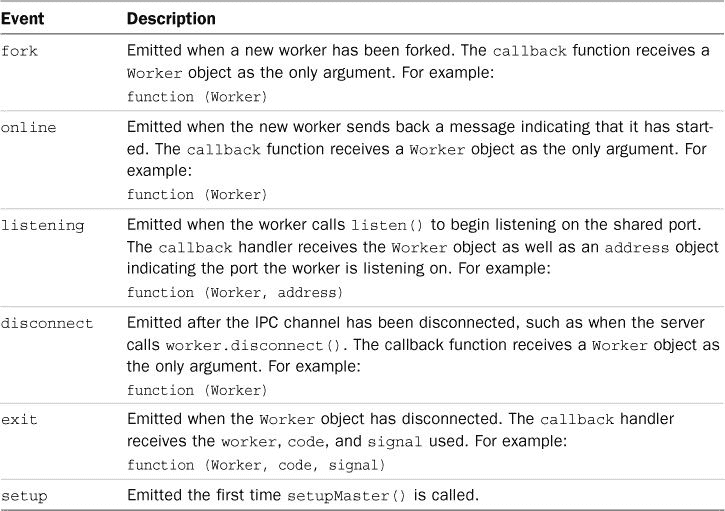 Event Description
fork Emitted when a new worker has been forked. The callback function receives a
Worker object as the only argument. For example:
function (Worker)
online Emitted when the new worker sends back a message indicating that it has start-
ed. The callback function receives a Worker object as the only argument. For
example:
function (Worker)
listening Emitted when the worker calls listen() to begin listening on the shared port.
The callback handler receives the Worker object as well as an address object
indicating the port the worker is listening on. For example:
function (Worker, address)
disconnect Emitted after the IPC channel has been disconnected, such as when the server
calls worker.disconnect(). The callback function receives a Worker object as
the only argument. For example:
function (Worker)
exit Emitted when the Worker object has disconnected. The callback handler
receives the worker, code, and signal used. For example:
function (Worker, code, signal)
setup Emitted the first time setupMaster() is called.